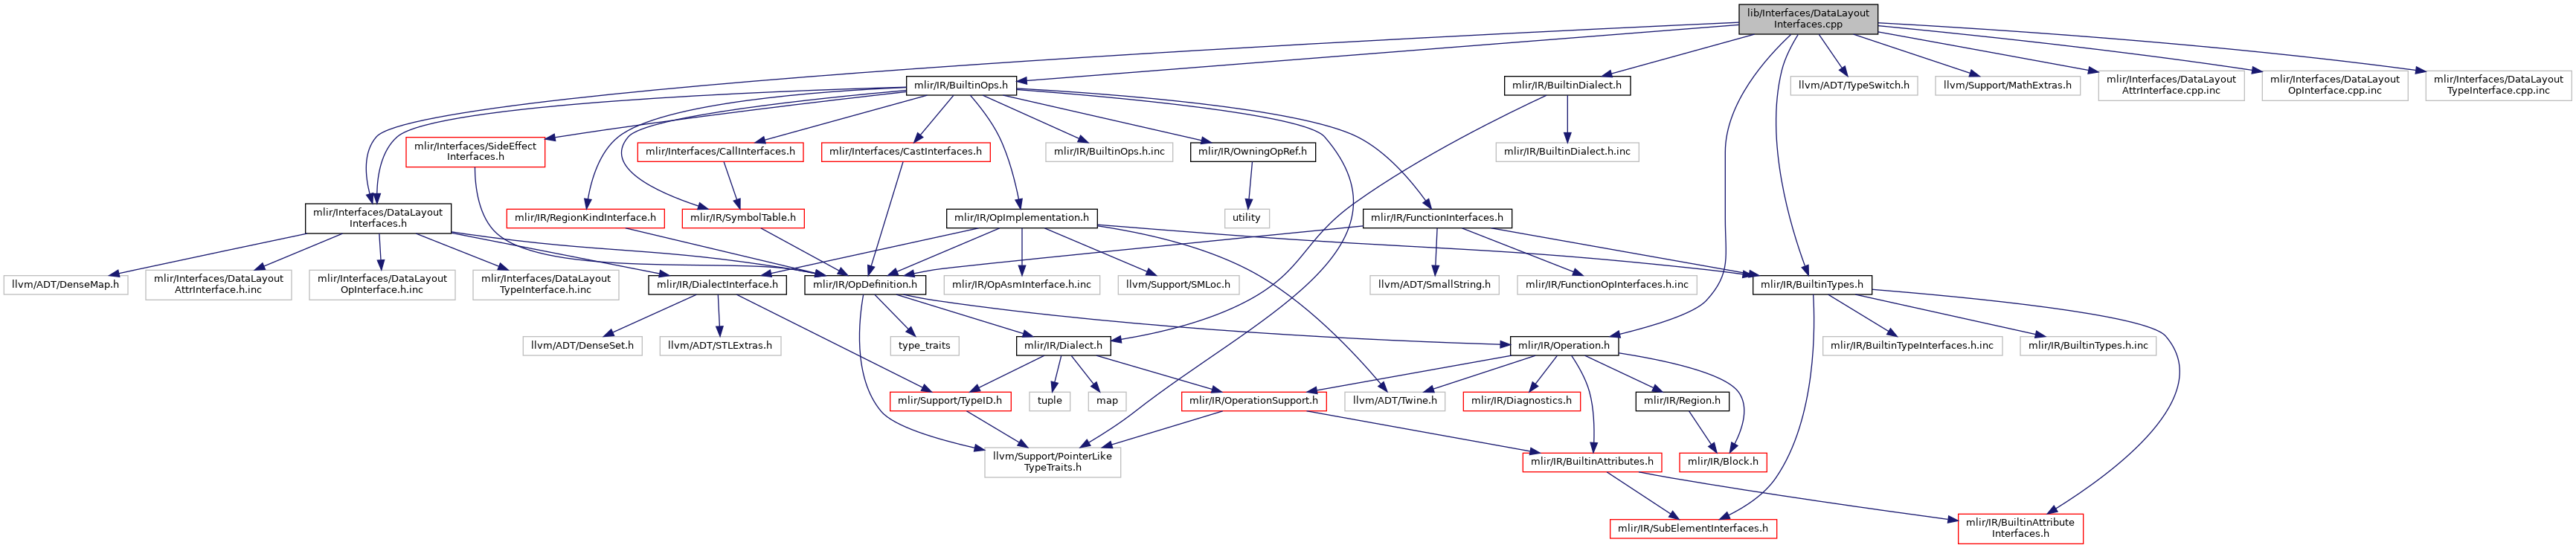 lib/Interfaces/DataLayout
Interfaces.cpp
mlir/IR/BuiltinOps.h
mlir/IR/BuiltinDialect.h
llvm/ADT/TypeSwitch.h
llvm/Support/MathExtras.h
mlir/Interfaces/DataLayout
AttrInterface.cpp.inc
mlir/Interfaces/DataLayout
OpInterface.cpp.inc
mlir/Interfaces/DataLayout
TypeInterface.cpp.inc
mlir/Interfaces/SideEffect
Interfaces.h
mlir/Interfaces/CallInterfaces.h
mlir/Interfaces/CastInterfaces.h
mlir/IR/BuiltinOps.h.inc
mlir/IR/OwningOpRef.h
mlir/IR/BuiltinDialect.h.inc
mlir/Interfaces/DataLayout
Interfaces.h
mlir/IR/RegionKindInterface.h
mlir/IR/SymbolTable.h
mlir/IR/OpImplementation.h
utility
mlir/IR/FunctionInterfaces.h
llvm/ADT/DenseMap.h
mlir/Interfaces/DataLayout
AttrInterface.h.inc
mlir/Interfaces/DataLayout
OpInterface.h.inc
mlir/Interfaces/DataLayout
TypeInterface.h.inc
mlir/IR/DialectInterface.h
mlir/IR/OpDefinition.h
mlir/IR/OpAsmInterface.h.inc
llvm/Support/SMLoc.h
llvm/ADT/SmallString.h
mlir/IR/FunctionOpInterfaces.h.inc
mlir/IR/BuiltinTypes.h
llvm/ADT/DenseSet.h
llvm/ADT/STLExtras.h
type_traits
mlir/IR/Dialect.h
mlir/IR/Operation.h
mlir/IR/BuiltinTypeInterfaces.h.inc
mlir/IR/BuiltinTypes.h.inc
mlir/Support/TypeID.h
tuple
map
mlir/IR/OperationSupport.h
llvm/ADT/Twine.h
mlir/IR/Diagnostics.h
mlir/IR/Region.h
llvm/Support/PointerLike
TypeTraits.h
mlir/IR/BuiltinAttributes.h
mlir/IR/Block.h
mlir/IR/SubElementInterfaces.h
mlir/IR/BuiltinAttribute
Interfaces.h